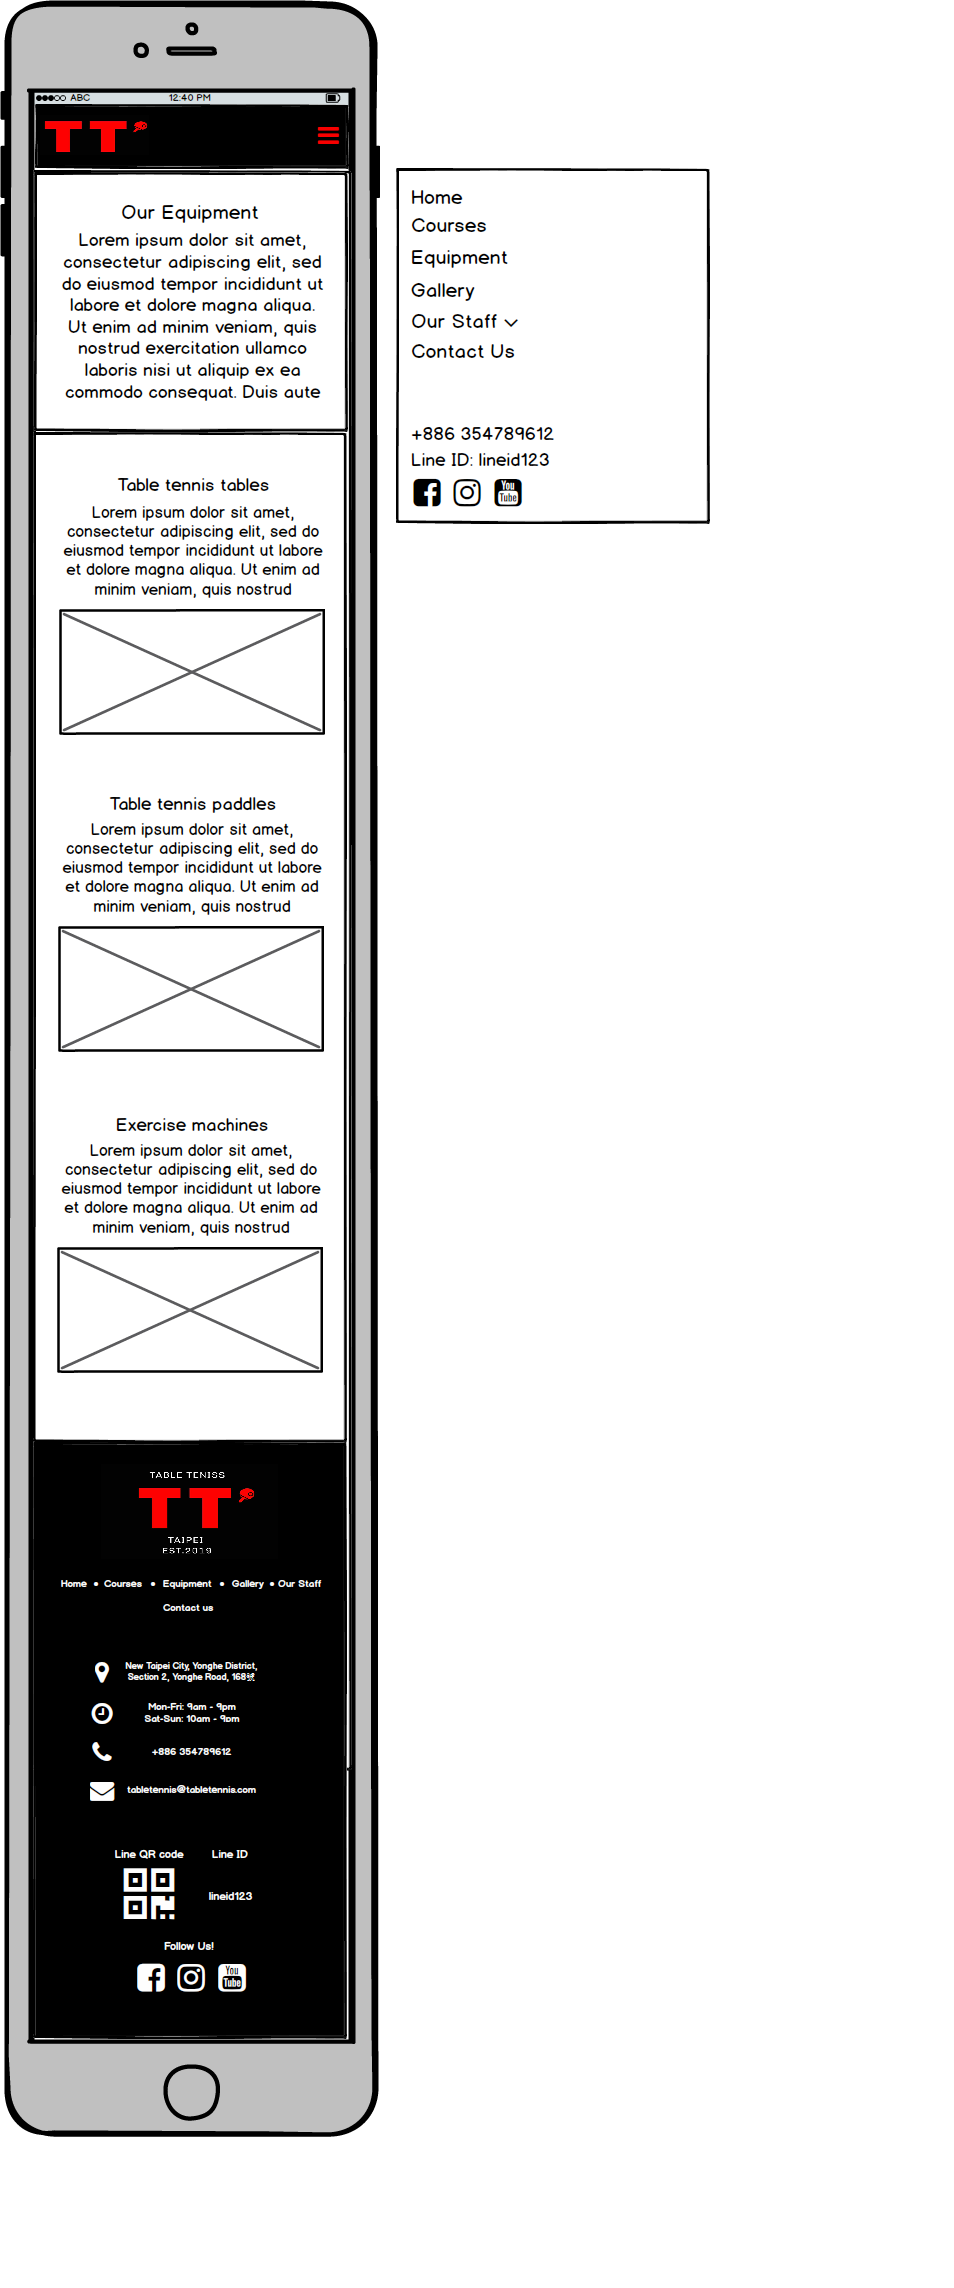 ABC 12:40 PM
TT
Our Equipment
Lorem ipsum dolor sit amet,
consectetur adipiscing elit, sed
do eiusmod tempor incididunt ut
labore et dolore magna aliqua.
Ut enim ad minim veniam, quis
nostrud exercitation ullamco
laboris nisi ut aliquip ex ea
commodo consequat. Duis aute
Table tennis tables
Lorem ipsum dolor sit amet,
consectetur adipiscing elit, sed do
eiusmod tempor incididunt ut labore
et dolore magna aliqua. Ut enim ad
minim veniam, quis nostrud
Table tennis paddles
Lorem ipsum dolor sit amet,
consectetur adipiscing elit, sed do
eiusmod tempor incididunt ut labore
et dolore magna aliqua. Ut enim ad
minim veniam, quis nostrud
Exercise machines
Lorem ipsum dolor sit amet,
consectetur adipiscing elit, sed do
eiusmod tempor incididunt ut labore
et dolore magna aliqua. Ut enim ad
minim veniam, quis nostrud
TABLE TENISS
TT
TAIPEI
EST.2019
Home • Courses • Equipment • Gallery • Our Staff
Contact us
New Taipei City, Yonghe District,
Section 2, Yonghe Road, 168號
Mon-Fri: 9am - 9pm
Sat-Sun: 10am - 9pm
+886 354789612
tabletennis@tabletennis.com
Line QR code Line ID
lineid123
Follow Us!
You
Tube
Home
Courses
Equipment
Gallery
Our Staff
Contact Us
+886 354789612
Line ID: lineid123
You
Tube